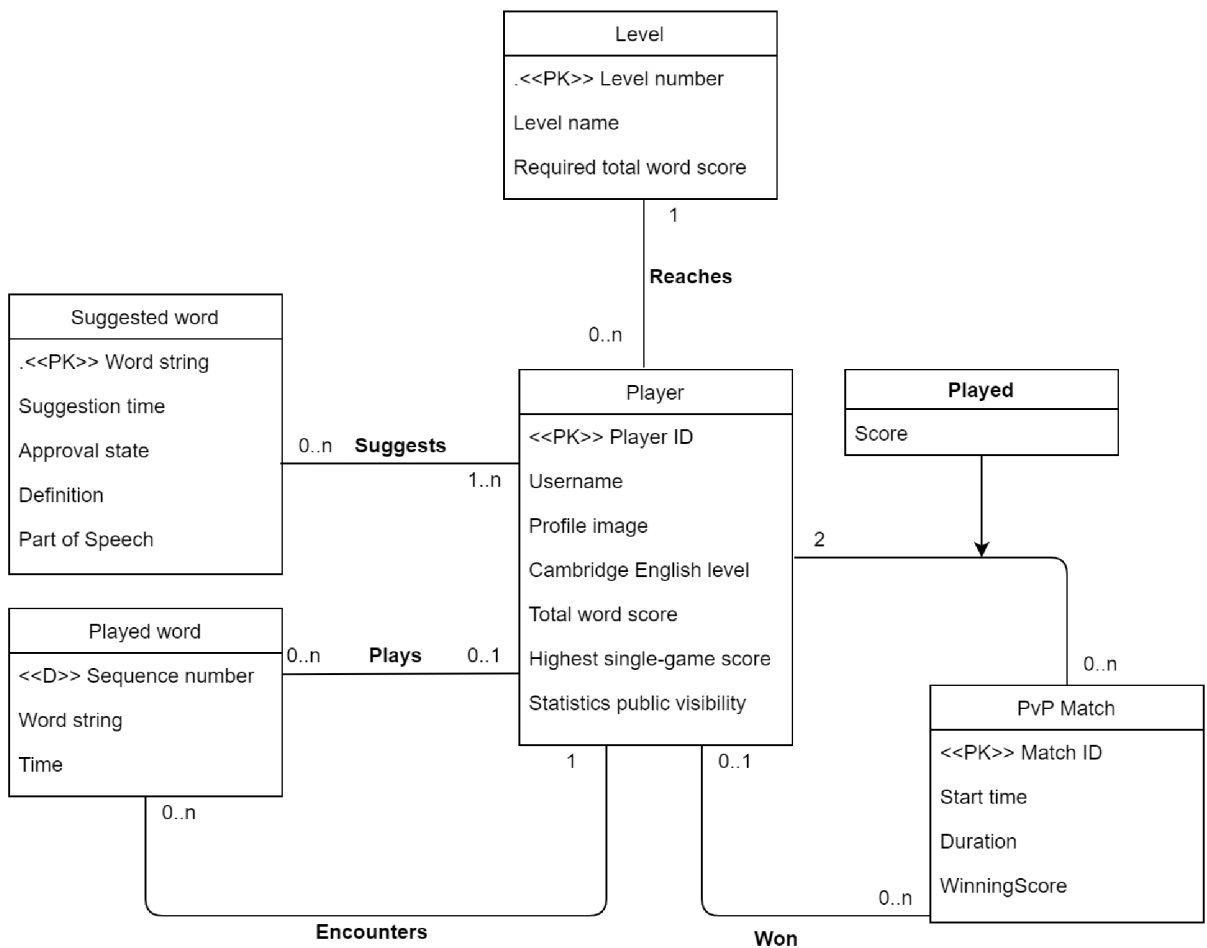 Level
.<<PK>> Level number
Level name
Required total word score
1
Reaches
0..n
Suggested word
.<<PK>> Word string
Suggestion time
Approval state
Definition
Part of Speech
0..n Suggests
1..n
Player
<<PK>> Player ID
Username
Profile image
Cambridge English level
Total word score
Highest single-game score
Statistics public visibility
Played
Score
2
0..n
Played word
<<D>> Sequence number
Word string
Time
0..n Plays 0..1
PvP Match
<<PK>> Match ID
Start time
Duration
WinningScore
0..n
1
0..1
0..n
Encounters
Won